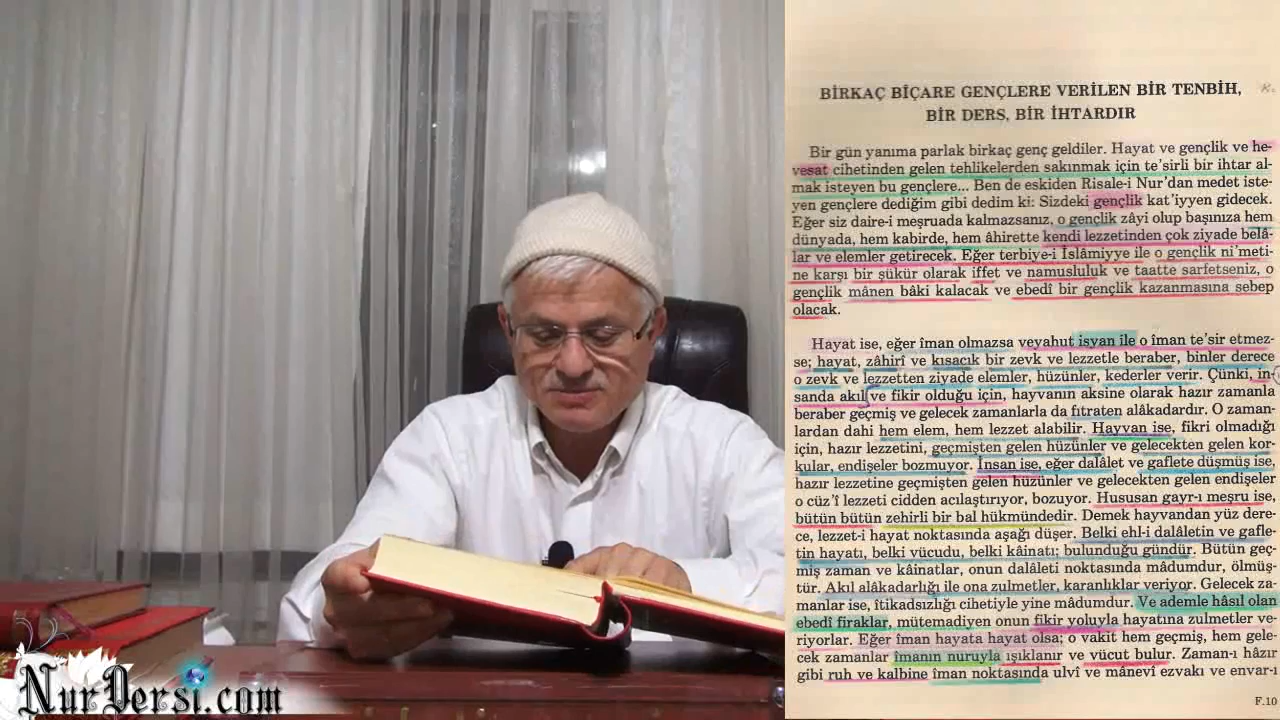 BİRKAÇ BİÇARE GENÇLERE VERİLEN BİR TENBİH,
BİR DERS, BİR İHTARDIR
Bir gün yanıma parlak birkaç genç geldiler. Hayat ve gençlik ve he-
vesat cihetinden gelen tehlikelerden sakınmak için te'sirli bir ihtar al-
mak isteyen bu gençlere... Ben de eskiden Risale-i Nur'dan medet iste-
yen gençlere dediğim gibi dedim ki: Sizdeki gençlik kat'iyyen gidecek.
Eğer siz daire-i meşruada kalmazsanız, o gençlik zâyi olup başınıza hem
dünyada, hem kabirde, hem âhirette kendi lezzetinden çok ziyade belâ-
lar ve elemler getirecek. Eğer terbiye-i İslâmiyye ile o gençlik ni'meti-
ne karşı bir şükür olarak iffet ve namusluluk ve taatte sarfetseniz, o
gençlik mânen bâki kalacak ve ebedî bir gençlik kazanmasına sebep
olacak.
Hayat ise, eğer îman olmazsa veyahut isyan ile o îman te'sir etmez-
se; hayat, zâhirî ve kısacık bir zevk ve lezzetle beraber, binler derece
o zevk ve lezzetten ziyade elemler, hüzünler, kederler verir. Çünki, in-
sanda akıl ve fikir olduğu için, hayvanın aksine olarak hazır zamanla
beraber geçmiş ve gelecek zamanlarla da fıtraten alâkadardır. O zaman-
lardan dahi hem elem, hem lezzet alabilir. Hayvan ise, fikri olmadığı
için, hazır lezzetini, geçmişten gelen hüzünler ve gelecekten gelen kor-
kular, endişeler bozmuyor. İnsan ise, eğer dalâlet ve gaflete düşmüş ise,
hazır lezzetine geçmişten gelen hüzünler ve gelecekten gelen endişeler
o cüz'î lezzeti cidden acılaştırıyor, bozuyor. Hususan gayr-ı meşru ise,
bütün bütün zehirli bir bal hükmündedir. Demek hayvandan yüz dere-
ce, lezzet-i hayat noktasında aşağı düşer. Belki ehl-i dalâletin ve gafle-
tin hayatı, belki vücudu, belki kâinatı; bulunduğu gündür. Bütün geç-
miş zaman ve kâinatlar, onun dalâleti noktasında mâdumdur, ölmüş-
tür. Akıl alâkadarlığı ile ona zulmetler, karanlıklar veriyor. Gelecek za-
manlar ise, îtikadsızlığı cihetiyle yine mâdumdur. Ve ademle hâsıl olan
ebedî firaklar, mütemadiyen onun fikir yoluyla hayatına zulmetler ve-
riyorlar. Eğer îman hayata hayat olsa; o vakit hem geçmiş, hem gele-
cek zamanlar îmanın nuruyla ışıklanır ve vücut bulur. Zaman-ı hâzır
gibi ruh ve kalbine îman noktasında ulvî ve mânevî ezvakı ve envar-ı
F.10
NurDersi.com